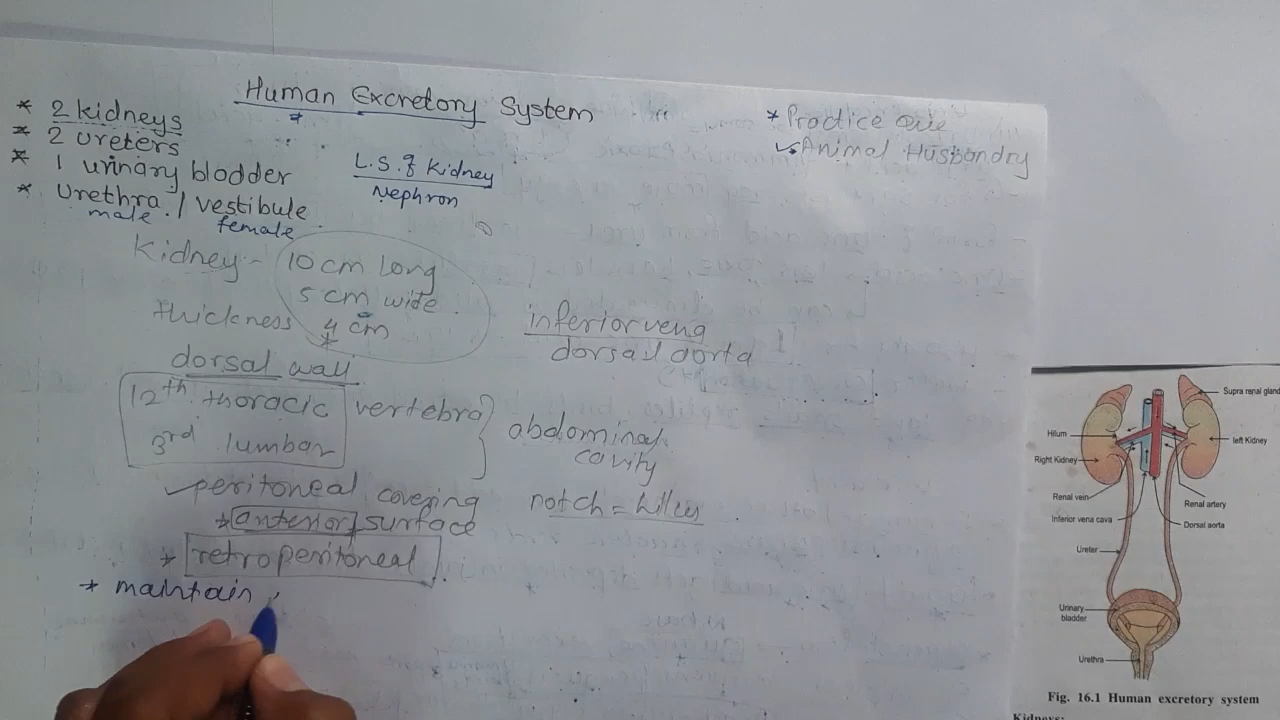 Human Excretory System
* 2 kidneys
* 2 ureters
* 1 urinary bladder
* Urethra / vestibule
male female
L.S. of Kidney
Nephron
* Practice Que
Animal Husbandry
Kidney - 10 cm long
5 cm wide
thickness 4 cm
dorsal wall
12th thoracic vertebra
3rd lumbar
abdominal
cavity
inferior vena
dorsal aorta
peritoneal covering
* anterior surface
* retroperitoneal
notch = hilus
* maintain
Supra renal gland
Hilum
left Kidney
Right Kidney
Renal vein
Renal artery
Inferior vena cava
Dorsal aorta
Ureter
Urinary
bladder
Urethra
Fig. 16.1 Human excretory system
Kidneys: